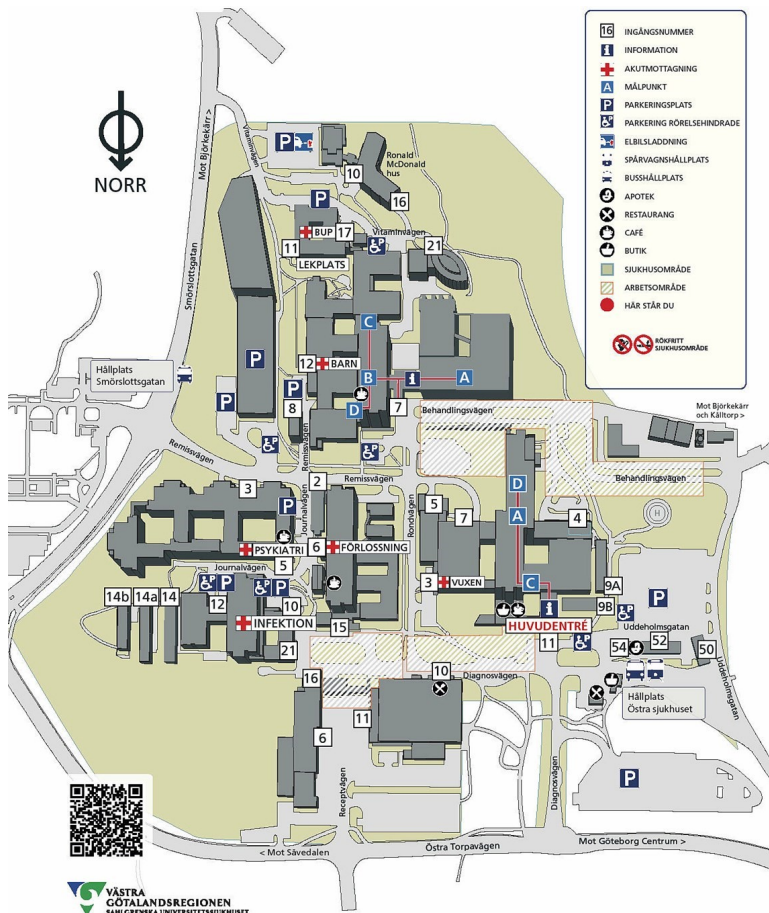 16 INGÅNGSNUMMER
INFORMATION
AKUTMOTTAGNING
A MÅLPUNKT
P PARKERINGSPLATS
P PARKERING RÖRELSEHINDRADE
ELBILSLADDNING
SPÅRVAGNSHÅLLPLATS
BUSSHÅLLPLATS
APOTEK
RESTAURANG
CAFÉ
BUTIK
SJUKHUSOMRÅDE
ARBETSOMRÅDE
HÄR STÅR DU
RÖKFRITT
SJUKHUSOMRÅDE
NORR
Mot Björkekärr >
Vitaminvägen
P
10
Ronald
McDonald
hus
16
P
BUP 17
Vitaminvägen
11
P
21
LEKPLATS
Smörslottsgatan
C
P
12 BARN
B
i
A
Hållplats
Smörslottsgatan
P
P
8
D
7
Behandlingsvägen
Mot Björkekärr
och Kålltorp >
P
P
Remissvägen
Remissvägen
Remissvägen
Behandlingsvägen
Behandlingsvägen
3
2
P
Journalvägen
Rondvägen
D
5
7
A
4
H
6 FÖRLOSSNING
PSYKIATRI
5
Journalvägen
3 VUXEN
C
9A
9B
i
P
14b
14a
14
P
P
P
12
10
HUVUDENTRÉ
Uddeholmsgatan
INFEKTION
15
11
54
52
50
21
10
Diagnosvägen
16
11
6
Hållplats
Östra sjukhuset
Uddeholmsgatan
Receptvägen
Diagnosvägen
P
< Mot Sävedalen
Östra Torpavägen
Mot Göteborg Centrum >
VÄSTRA
GÖTALANDSREGIONEN
SAHLGRENSKA UNIVERSITETSSJUKHUSET